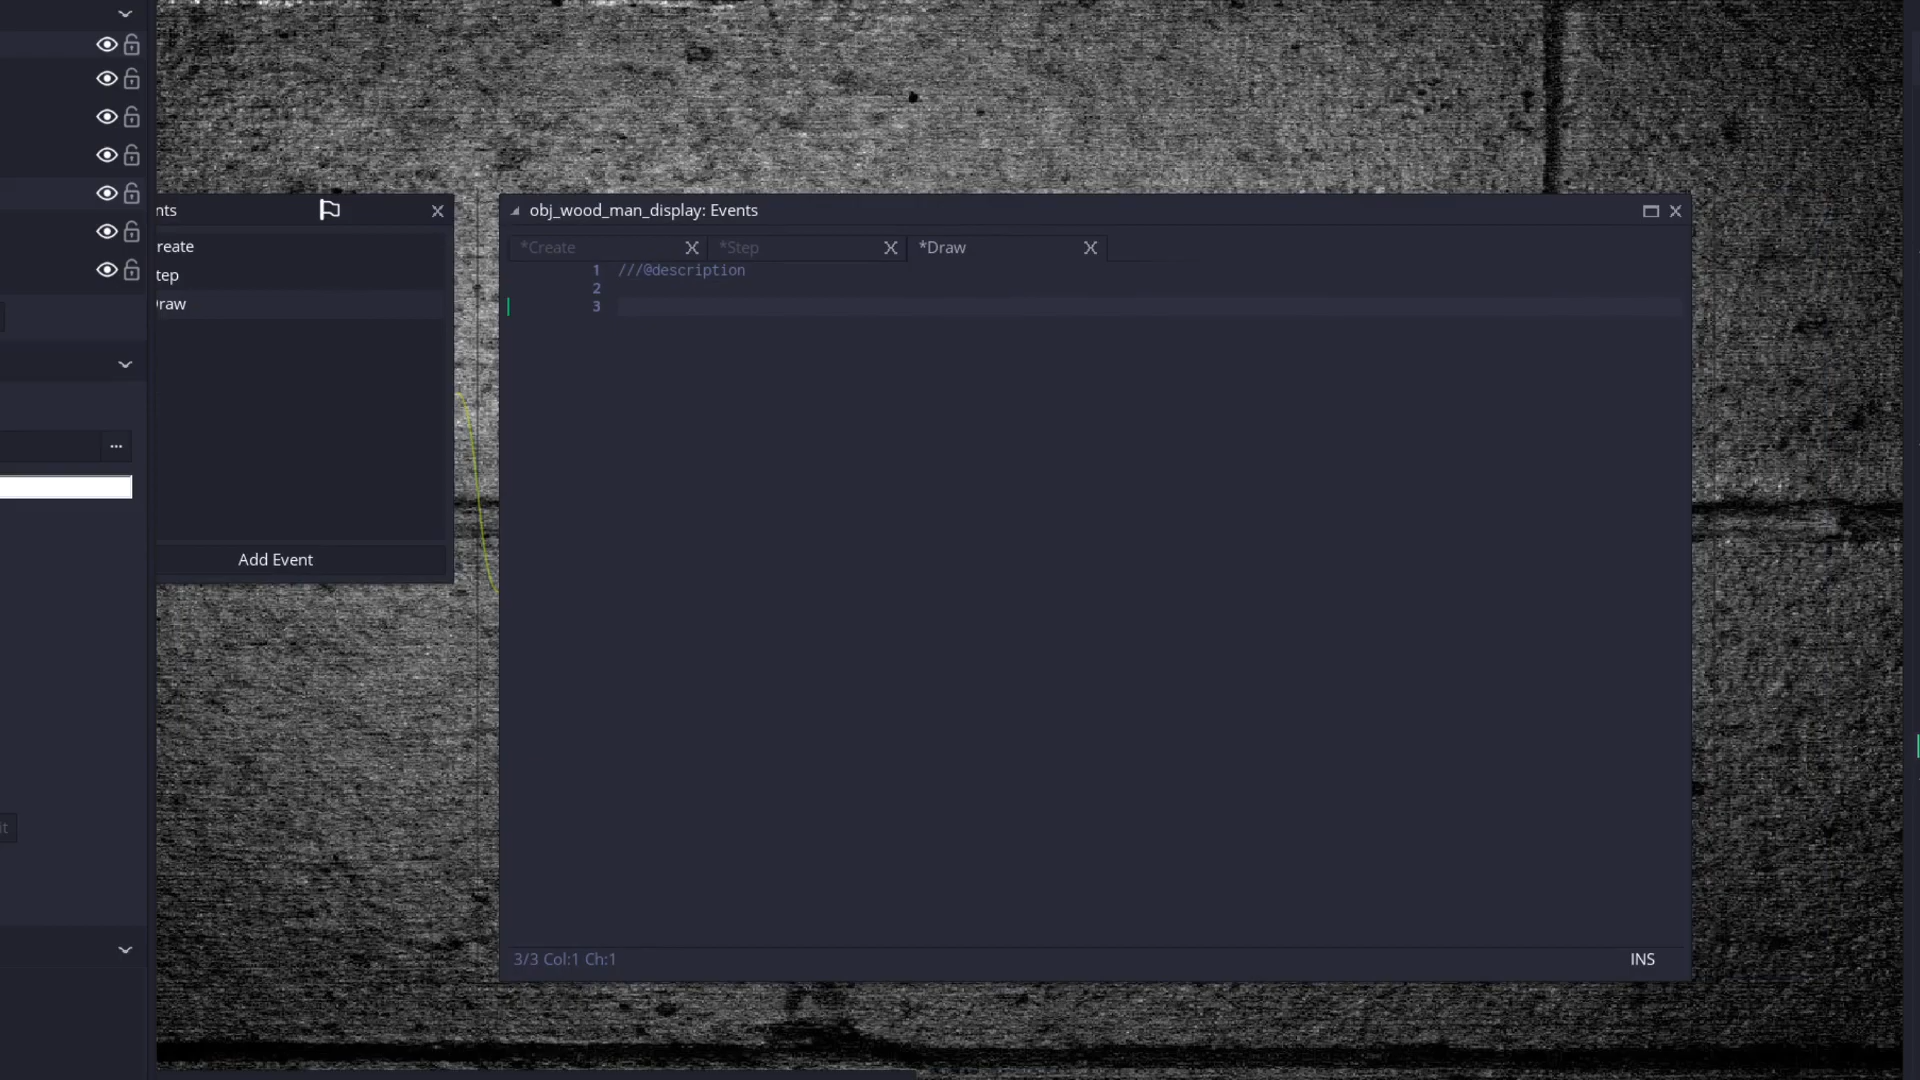 nts
reate
tep
raw
Add Event
...
it
obj_wood_man_display: Events
*Create
*Step
*Draw
1 ///@description
2
3
3/3 Col:1 Ch:1
INS